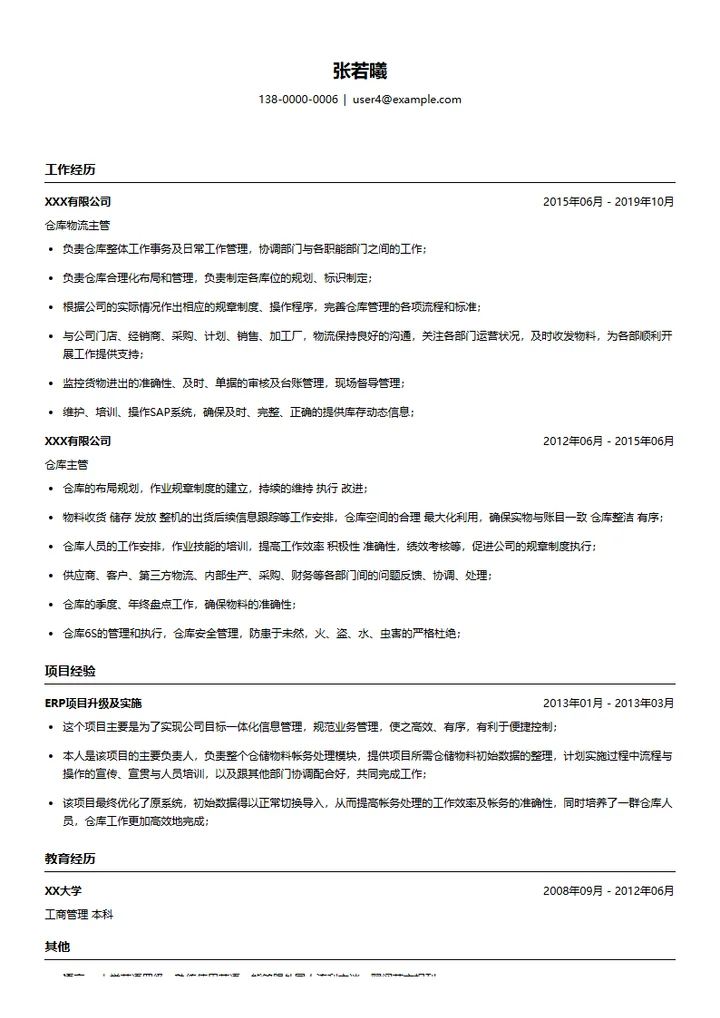 张若曦
138-0000-0006 | user4@example.com
工作经历
XXX有限公司 2015年06月 - 2019年10月
仓库物流主管
• 负责仓库整体工作事务及日常工作管理，协调部门与各职能部门之间的工作；
• 负责仓库合理化布局和管理，负责制定各库位的规划、标识制定；
• 根据公司的实际情况作出相应的规章制度、操作程序，完善仓库管理的各项流程和标准；
• 与公司门店、经销商、采购、计划、销售、加工厂，物流保持良好的沟通，关注各部门运营状况，及时收发物料，为各部顺利开
展工作提供支持；
• 监控货物进出的准确性、及时、单据的审核及台账管理，现场督导管理；
• 维护、培训、操作SAP系统，确保及时、完整、正确的提供库存动态信息；
XXX有限公司 2012年06月 - 2015年06月
仓库主管
• 仓库的布局规划，作业规章制度的建立，持续的维持 执行 改进；
• 物料收货 储存 发放 整机的出货后续信息跟踪等工作安排，仓库空间的合理 最大化利用，确保实物与账目一致 仓库整洁 有序；
• 仓库人员的工作安排，作业技能的培训，提高工作效率 积极性 准确性，绩效考核等，促进公司的规章制度执行；
• 供应商、客户、第三方物流、内部生产、采购、财务等各部门间的问题反馈、协调、处理；
• 仓库的季度、年终盘点工作，确保物料的准确性；
• 仓库6S的管理和执行，仓库安全管理，防患于未然，火、盗、水、虫害的严格杜绝；
项目经验
ERP项目升级及实施 2013年01月 - 2013年03月
• 这个项目主要是为了实现公司目标一体化信息管理，规范业务管理，使之高效、有序，有利于便捷控制；
• 本人是该项目的主要负责人，负责整个仓储物料帐务处理模块，提供项目所需仓储物料初始数据的整理，计划实施过程中流程与
操作的宣传、宣贯与人员培训，以及跟其他部门协调配合好，共同完成工作；
• 该项目最终优化了原系统，初始数据得以正常切换导入，从而提高帐务处理的工作效率及帐务的准确性，同时培养了一群仓库人
员，仓库工作更加高效地完成；
教育经历
XX大学 2008年09月 - 2012年06月
工商管理 本科
其他